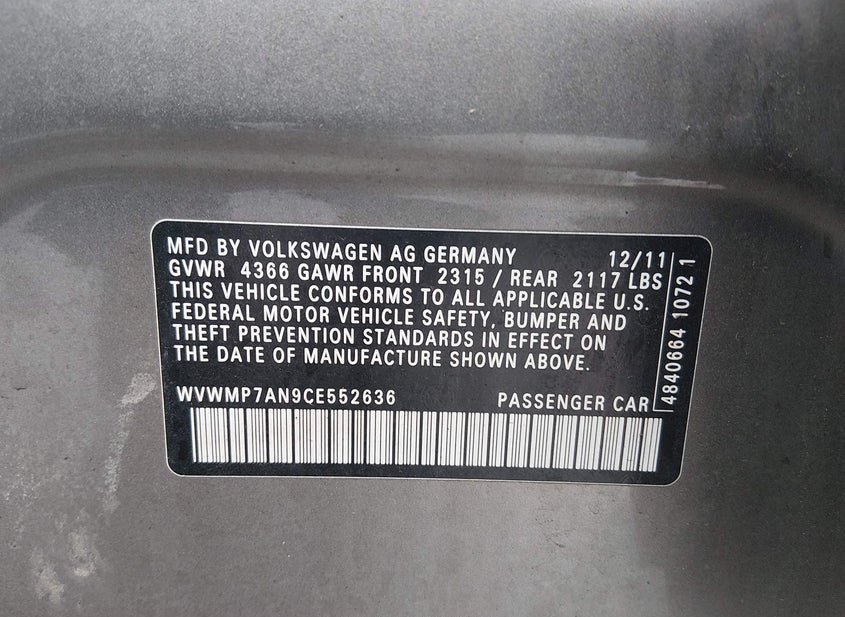 MFD BY VOLKSWAGEN AG GERMANY 12/11
GVWR 4366 GAWR FRONT 2315 / REAR 2117 LBS
THIS VEHICLE CONFORMS TO ALL APPLICABLE U.S.
FEDERAL MOTOR VEHICLE SAFETY, BUMPER AND
THEFT PREVENTION STANDARDS IN EFFECT ON
THE DATE OF MANUFACTURE SHOWN ABOVE.
WVWMP7AN9CE552636 PASSENGER CAR
4840664 1072 1